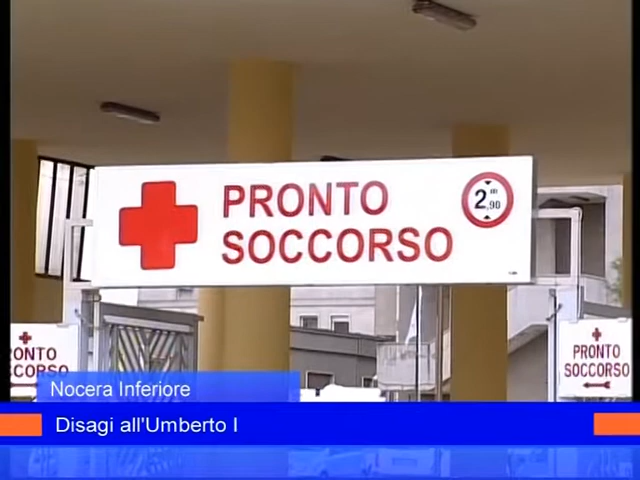 PRONTO
SOCCORSO
2,90 m
PRONTO
SOCCORSO
PRONTO
SOCCORSO
Nocera Inferiore
Disagi all'Umberto I